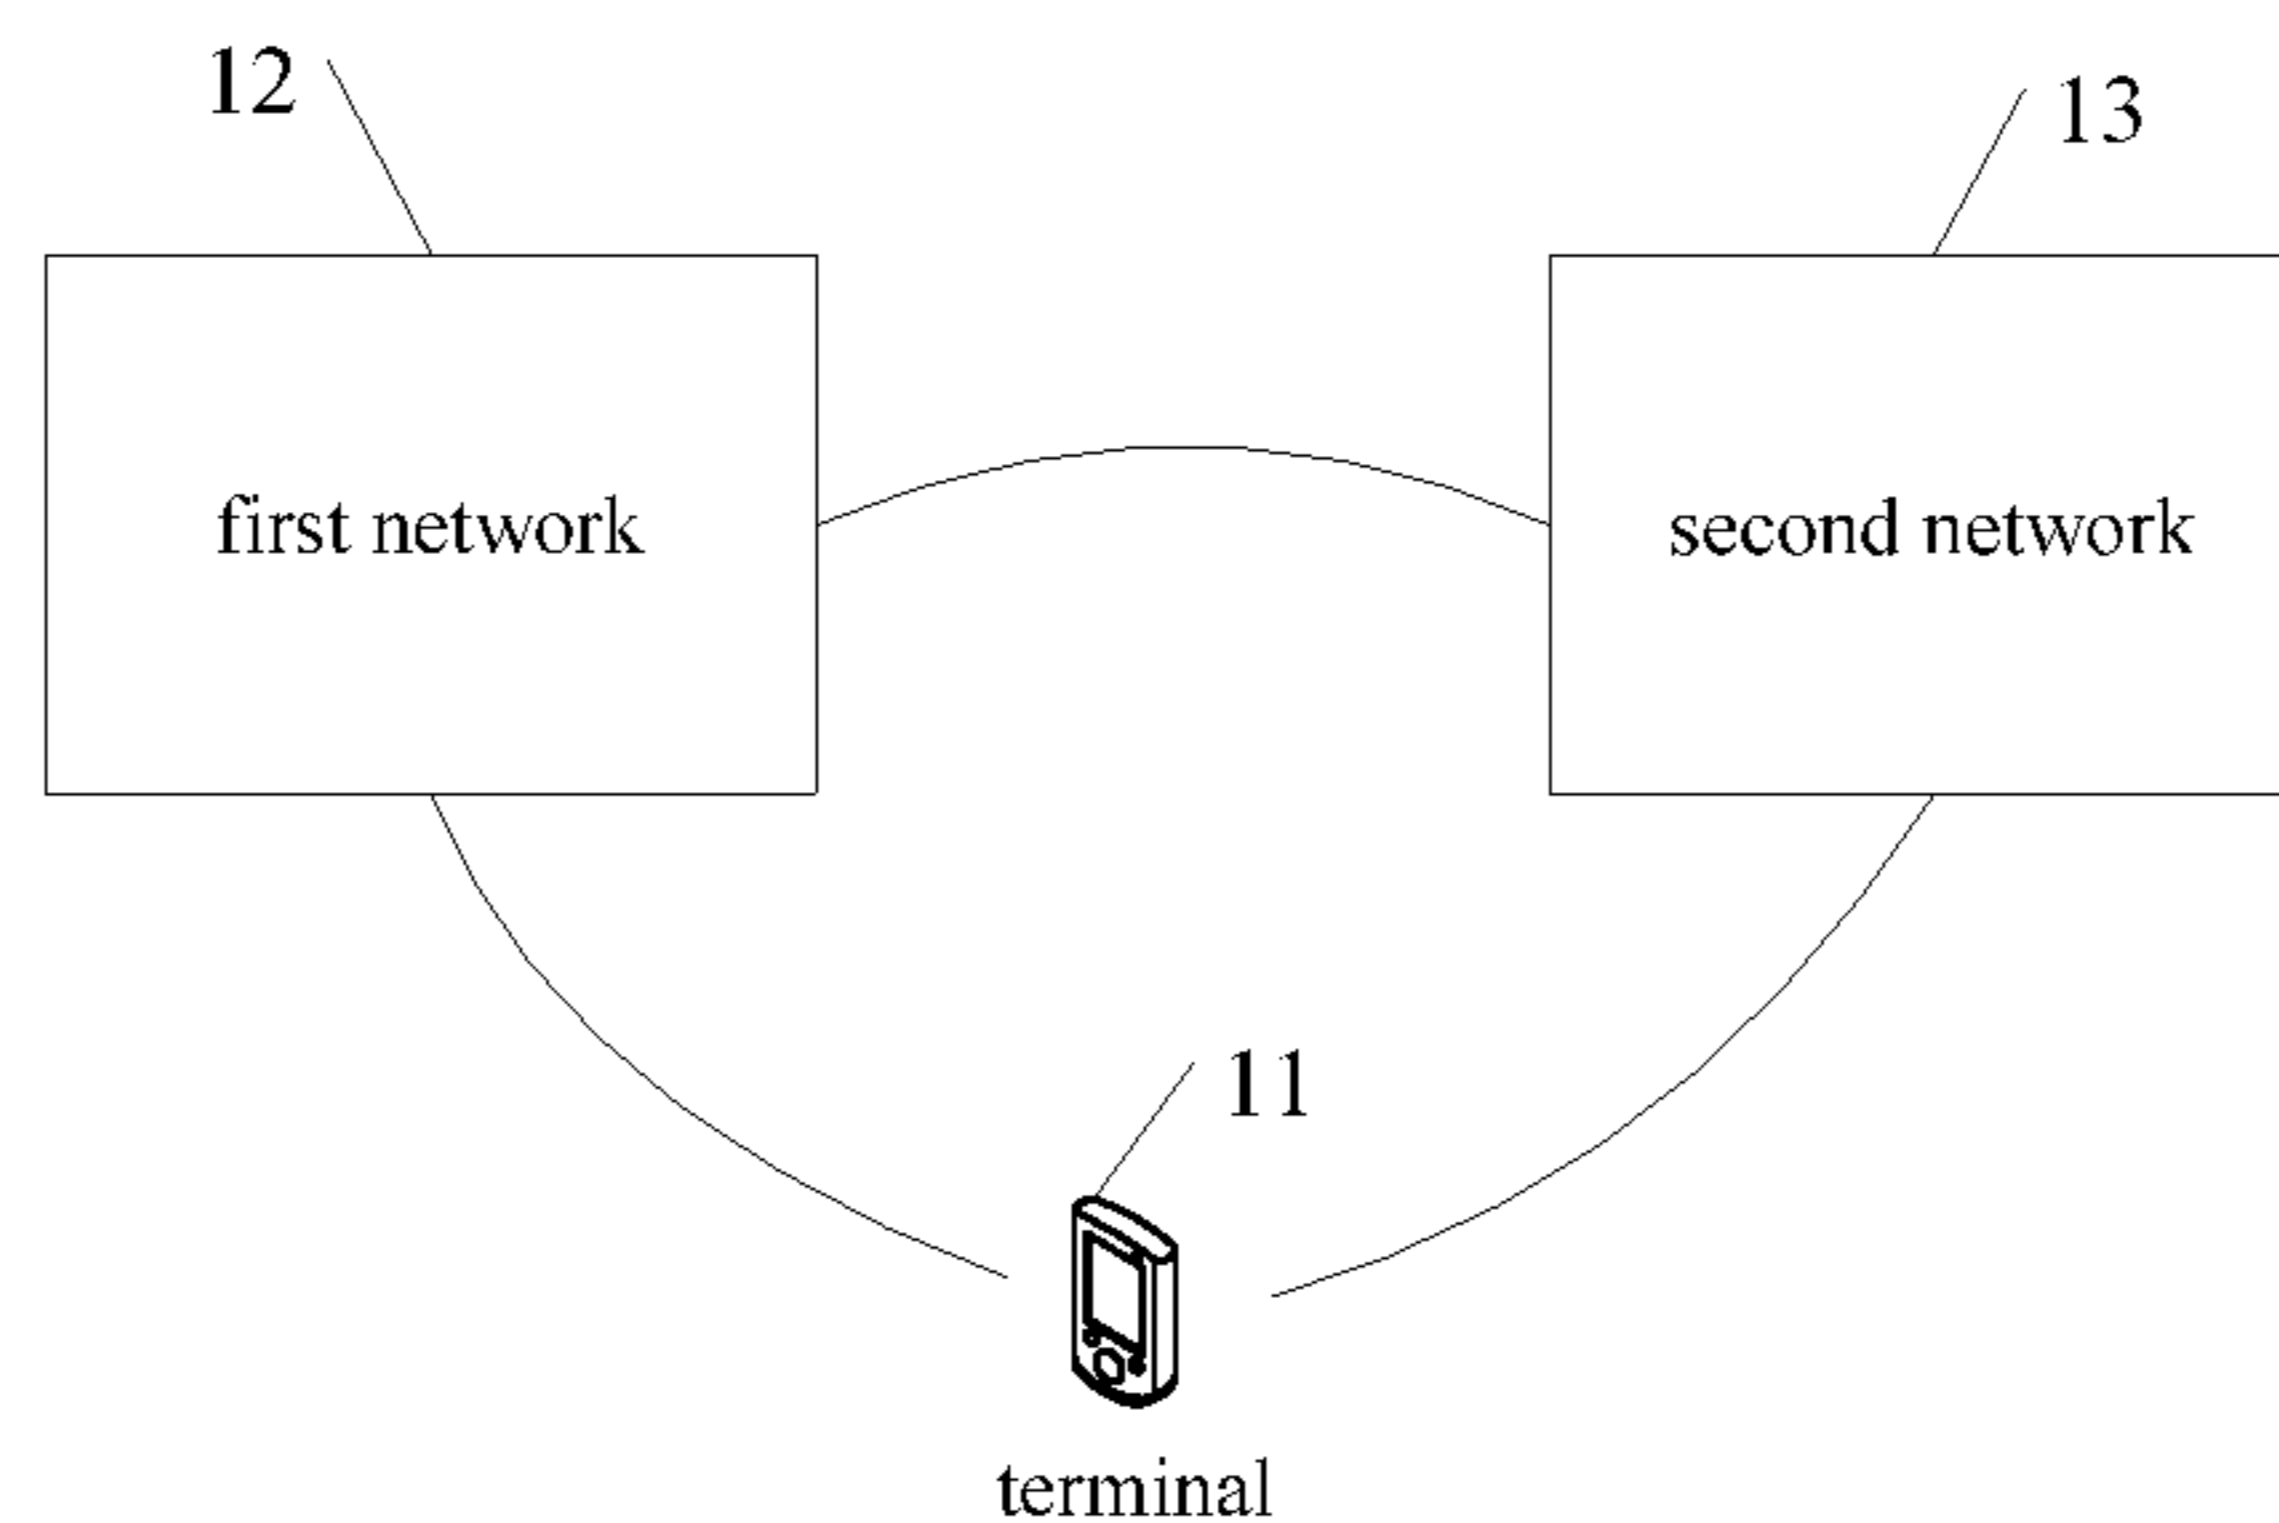 12
13
first network
second network
11
terminal